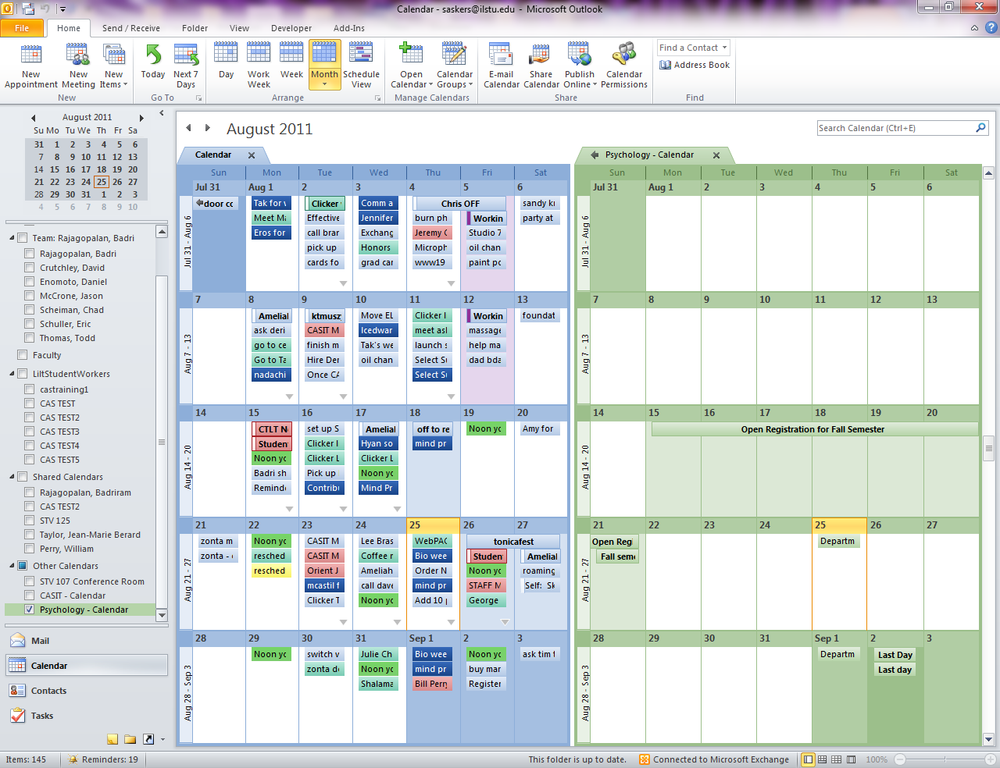 Calendar - saskers@ilstu.edu - Microsoft Outlook
File Home Send / Receive Folder View Developer Add-Ins
New Appointment
New Meeting
New Items
New
Today
Next 7 Days
Go To
Day
Work Week
Week
Month
Schedule View
Arrange
Open Calendar
Calendar Groups
Manage Calendars
E-mail Calendar
Share Calendar
Publish Online
Calendar Permissions
Share
Find a Contact
Address Book
Find
August 2011
Su Mo Tu We Th Fr Sa
31 1 2 3 4 5 6
7 8 9 10 11 12 13
14 15 16 17 18 19 20
21 22 23 24 25 26 27
28 29 30 31 1 2 3
4 5 6 7 8 9 10
Team: Rajagopalan, Badri
Rajagopalan, Badri
Crutchley, David
Enomoto, Daniel
McCrone, Jason
Scheiman, Chad
Schuller, Eric
Thomas, Todd
Faculty
LiltStudentWorkers
castraining1
CAS TEST
CAS TEST2
CAS TEST3
CAS TEST4
CAS TEST5
Shared Calendars
Rajagopalan, Badriram
CAS TEST2
STV 125
Taylor, Jean-Marie Berard
Perry, William
Other Calendars
STV 107 Conference Room
CASIT - Calendar
Psychology - Calendar
Mail
Calendar
Contacts
Tasks
August 2011
Search Calendar (Ctrl+E)
Calendar
Sun Mon Tue Wed Thu Fri Sat
Jul 31 - Aug 6
Jul 31 Aug 1 2 3 4 5 6
door cc
Tak for v
Meet Ma
Eros for
Clicker
Effective
call brar
pick up
cards fo
Comm a
Jennifer
Exchang
Honors
grad car
Chris OFF
burn ph
Jeremy C
Microph
www19
Workin
Studio 7
oil chan
paint pc
sandy ki
party at
Aug 7 - 13
7 8 9 10 11 12 13
Amelial
ask deri
go to ce
Go to Ta
nadachi
ktmusz
CASIT M
finish m
Hire Der
Once CA
Move EL
Icedwar
Tak's we
oil chan
Clicker I
meet asl
launch s
Select Su
Select Su
Workin
massage
help ma
dad bda
foundat
Aug 14 - 20
14 15 16 17 18 19 20
CTLT N
Studen
Noon yc
Badri sh
Remind
set up S
Clicker I
Clicker L
Pick up
Contrib
Amelial
Hyan so
Clicker L
Noon yc
Mind Pr
off to re
mind pr
Noon yc
Amy for
Aug 21 - 27
21 22 23 24 25 26 27
zonta m
zonta -
Noon yc
resched
resched
CASIT M
CASIT M
Orient J
mcastil f
Clicker T
Lee Bras
Coffee r
Ameliah
call dave
Noon yc
WebPAC
Bio wee
Order N
mind pr
Add 10
tonicafest
Studen
Noon yc
STAFF M
George
Amelial
roaming
Self: Sk
Aug 28 - Sep 3
28 29 30 31 Sep 1 2 3
Noon yc
switch v
zonta de
Julie Ch
Noon yc
Shalama
Bio wee
mind pr
Bill Perry
Noon yc
buy mar
Register
ask tim t
Psychology - Calendar
Sun Mon Tue Wed Thu Fri Sat
Jul 31 - Aug 6
Jul 31 Aug 1 2 3 4 5 6
Aug 7 - 13
7 8 9 10 11 12 13
Aug 14 - 20
14 15 16 17 18 19 20
Open Registration for Fall Semester
Aug 21 - 27
21 22 23 24 25 26 27
Open Regi
Fall seme
Departm
Aug 28 - Sep 3
28 29 30 31 Sep 1 2 3
Departm
Last Day
Last day
Items: 145 Reminders: 19 This folder is up to date. Connected to Microsoft Exchange 100%